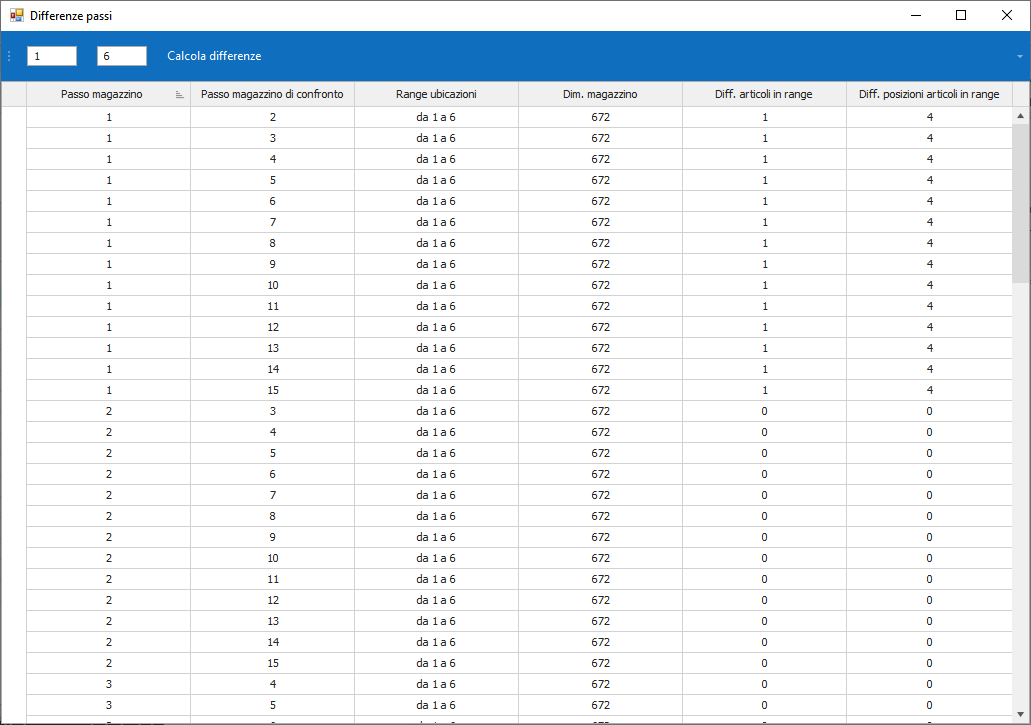 Differenze passi
1 6 Calcola differenze
Passo magazzino Passo magazzino di confronto Range ubicazioni Dim. magazzino Diff. articoli in range Diff. posizioni articoli in range
1 2 da 1 a 6 672 1 4
1 3 da 1 a 6 672 1 4
1 4 da 1 a 6 672 1 4
1 5 da 1 a 6 672 1 4
1 6 da 1 a 6 672 1 4
1 7 da 1 a 6 672 1 4
1 8 da 1 a 6 672 1 4
1 9 da 1 a 6 672 1 4
1 10 da 1 a 6 672 1 4
1 11 da 1 a 6 672 1 4
1 12 da 1 a 6 672 1 4
1 13 da 1 a 6 672 1 4
1 14 da 1 a 6 672 1 4
1 15 da 1 a 6 672 1 4
2 3 da 1 a 6 672 0 0
2 4 da 1 a 6 672 0 0
2 5 da 1 a 6 672 0 0
2 6 da 1 a 6 672 0 0
2 7 da 1 a 6 672 0 0
2 8 da 1 a 6 672 0 0
2 9 da 1 a 6 672 0 0
2 10 da 1 a 6 672 0 0
2 11 da 1 a 6 672 0 0
2 12 da 1 a 6 672 0 0
2 13 da 1 a 6 672 0 0
2 14 da 1 a 6 672 0 0
2 15 da 1 a 6 672 0 0
3 4 da 1 a 6 672 0 0
3 5 da 1 a 6 672 0 0